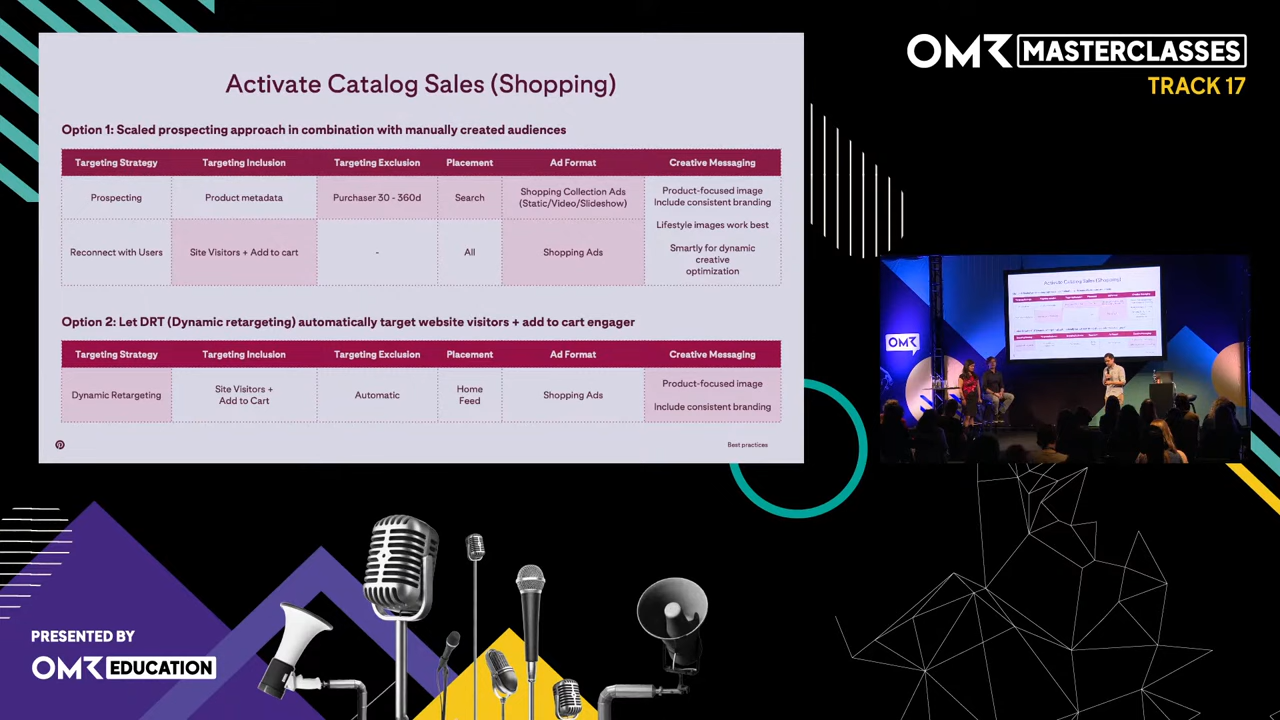 OMR MASTERCLASSES
TRACK 17
Activate Catalog Sales (Shopping)
Option 1: Scaled prospecting approach in combination with manually created audiences
Targeting Strategy Targeting Inclusion Targeting Exclusion Placement Ad Format Creative Messaging
Prospecting Product metadata Purchaser 30 - 360d Search Shopping Collection Ads
(Static/Video/Slideshow)
Product-focused image
Include consistent branding
Lifestyle images work best
Smartly for dynamic
creative
optimization
Reconnect with Users Site Visitors + Add to cart - All Shopping Ads
Option 2: Let DRT (Dynamic retargeting) automatically target website visitors + add to cart engager
Targeting Strategy Targeting Inclusion Targeting Exclusion Placement Ad Format Creative Messaging
Dynamic Retargeting Site Visitors +
Add to Cart
Automatic Home
Feed
Shopping Ads Product-focused image
Include consistent branding
Best practices
OMR
Activate Catalog Sales (Shopping)
PRESENTED BY
OMR EDUCATION